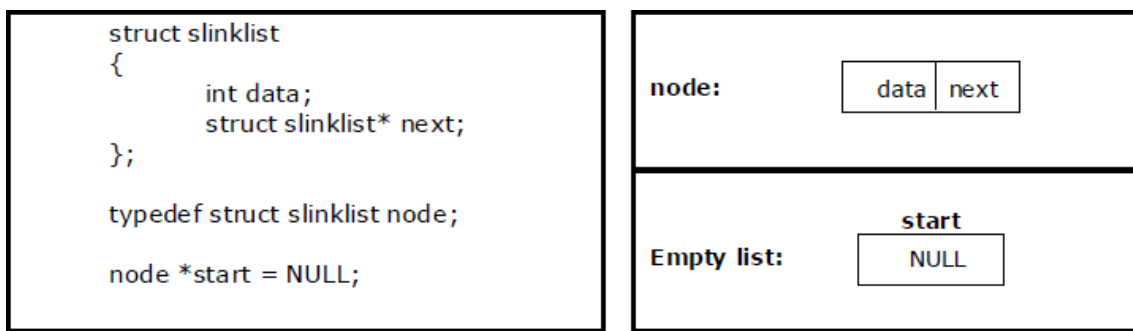 struct slinklist
{
int data;
struct slinklist* next;
};
typedef struct slinklist node;
node *start = NULL;
node:
data next
start
Empty list:
NULL